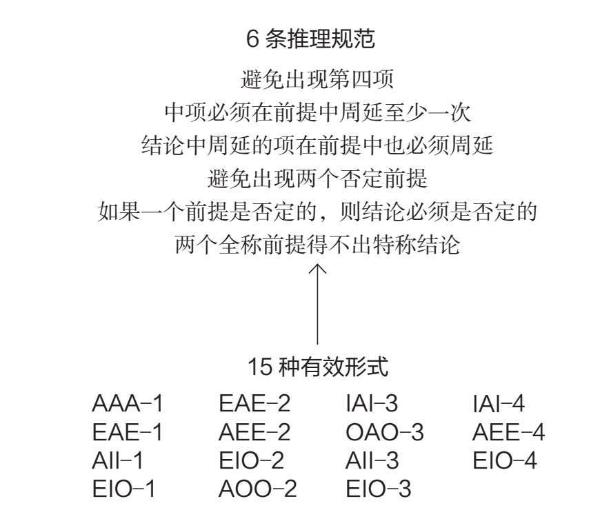 6 条推理规范
避免出现第四项
中项必须在前提中周延至少一次
结论中周延的项在前提中也必须周延
避免出现两个否定前提
如果一个前提是否定的，则结论必须是否定的
两个全称前提得不出特称结论
15 种有效形式
AAA-1 EAE-2 IAI-3 IAI-4
EAE-1 AEE-2 OAO-3 AEE-4
AII-1 EIO-2 AII-3 EIO-4
EIO-1 AOO-2 EIO-3